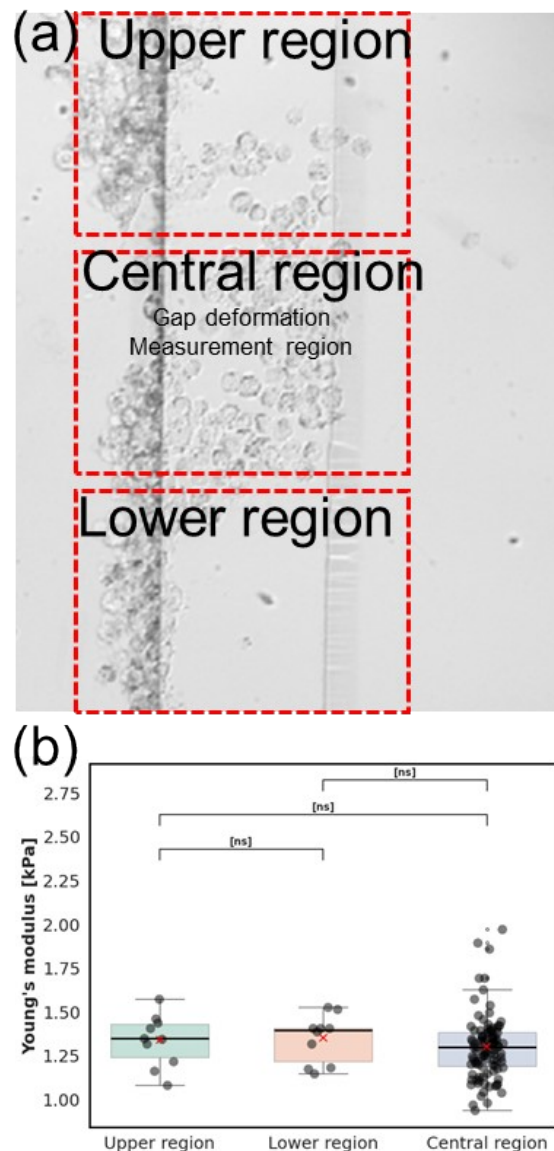 (a)
Upper region
Central region
Gap deformation
Measurement region
Lower region
(b)
[ns]
[ns]
[ns]
Young's modulus [kPa]
2.75
2.50
2.25
2.00
1.75
1.50
1.25
1.00
Upper region
Lower region
Central region